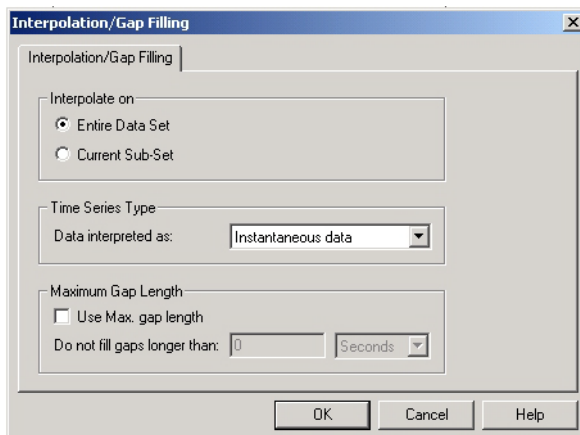 Interpolation/Gap Filling
Interpolation/Gap Filling
Interpolate on
Entire Data Set
Current Sub-Set
Time Series Type
Data interpreted as: Instantaneous data
Maximum Gap Length
Use Max. gap length
Do not fill gaps longer than: 0 Seconds
OK Cancel Help